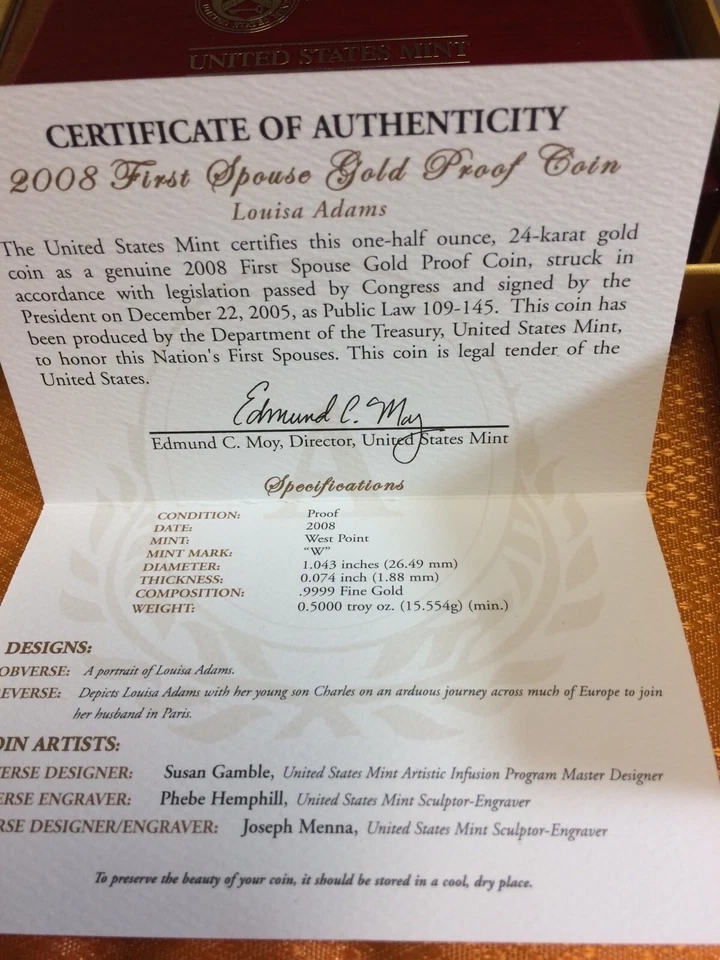 UNITED STATES MINT
CERTIFICATE OF AUTHENTICITY
2008 First Spouse Gold Proof Coin
Louisa Adams
The United States Mint certifies this one-half ounce, 24-karat gold
coin as a genuine 2008 First Spouse Gold Proof Coin, struck in
accordance with legislation passed by Congress and signed by the
President on December 22, 2005, as Public Law 109-145. This coin has
been produced by the Department of the Treasury, United States Mint,
to honor this Nation's First Spouses. This coin is legal tender of the
United States.
Edmund C. Moy
Edmund C. Moy, Director, United States Mint
Specifications
CONDITION: Proof
DATE: 2008
MINT: West Point
MINT MARK: "W"
DIAMETER: 1.043 inches (26.49 mm)
THICKNESS: 0.074 inch (1.88 mm)
COMPOSITION: .9999 Fine Gold
WEIGHT: 0.5000 troy oz. (15.554g) (min.)
DESIGNS:
OBVERSE: A portrait of Louisa Adams.
EVERSE: Depicts Louisa Adams with her young son Charles on an arduous journey across much of Europe to join
her husband in Paris.
OIN ARTISTS:
ERSE DESIGNER: Susan Gamble, United States Mint Artistic Infusion Program Master Designer
ERSE ENGRAVER: Phebe Hemphill, United States Mint Sculptor-Engraver
RSE DESIGNER/ENGRAVER: Joseph Menna, United States Mint Sculptor-Engraver
To preserve the beauty of your coin, it should be stored in a cool, dry place.